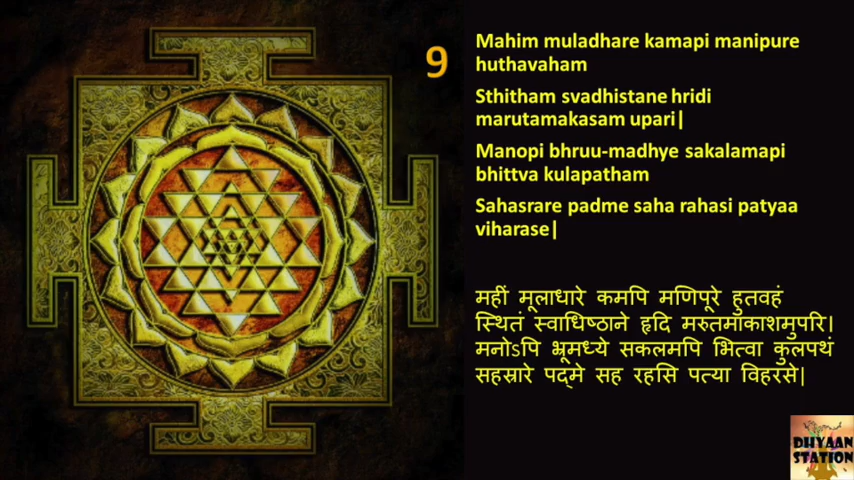 9
Mahim muladhare kamapi manipure
huthavaham
Sthitham svadhistane hridi
marutamakasam upari|
Manopi bhruu-madhye sakalamapi
bhittva kulapatham
Sahasrare padme saha rahasi patyaa
viharase|
महीं मूलाधारे कमपि मणिपूरे हुतवहं
स्थितं स्वाधिष्ठाने हृदि मरुतमाकाशमुपरि।
मनोऽपि भ्रूमध्ये सकलमपि भित्वा कुलपथं
सहस्रारे पद्मे सह रहसि पत्या विहरसे|
DHYAAN
STATION